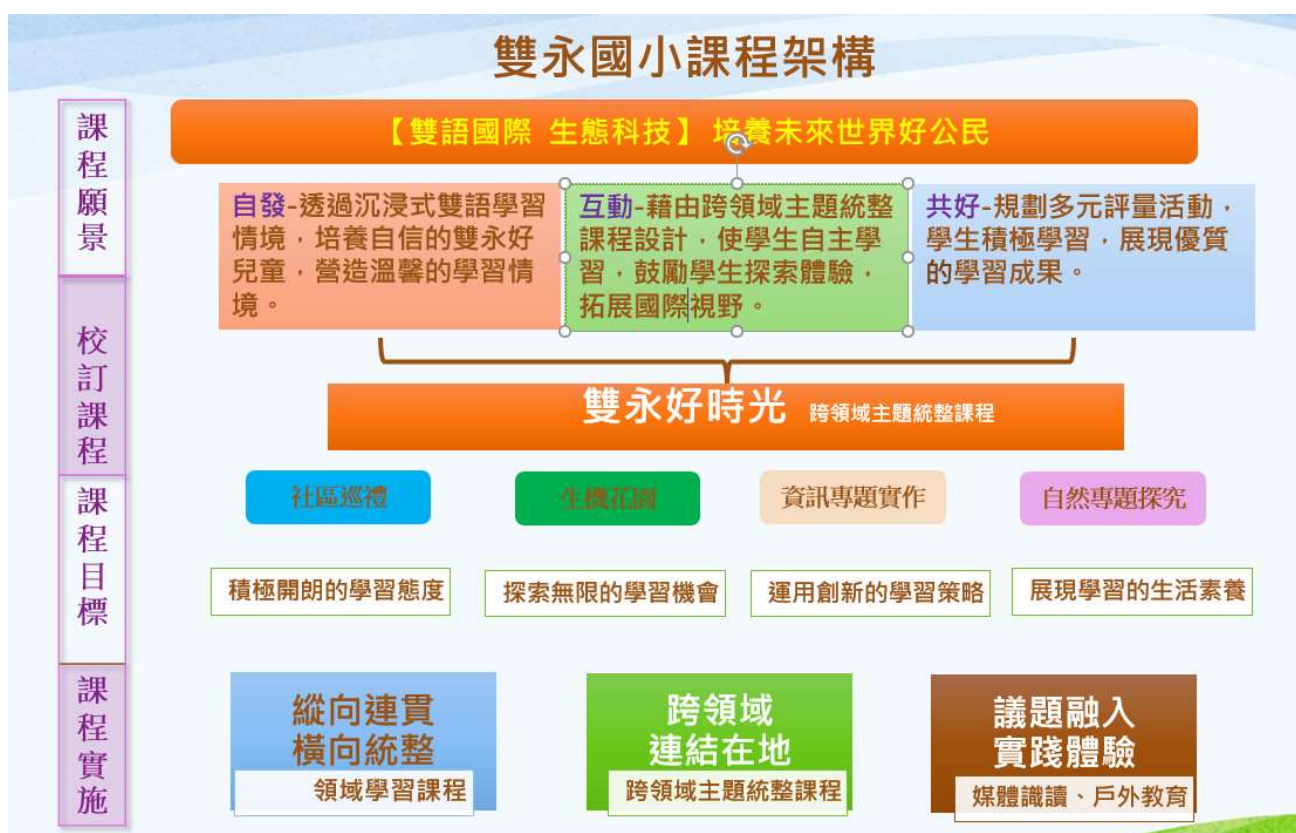 雙永國小課程架構
課程願景
【雙語國際 生態科技】培養未來世界好公民
自發-透過沉浸式雙語學習
情境，培養自信的雙永好
兒童，營造溫馨的學習情
境。
互動-藉由跨領域主題統整
課程設計，使學生自主學
習，鼓勵學生探索體驗，
拓展國際視野。
共好-規劃多元評量活動，
學生積極學習，展現優質
的學習成果。
校訂課程
雙永好時光 跨領域主題統整課程
社區巡禮
生機花園
資訊專題實作
自然專題探究
課程目標
積極開朗的學習態度
探索無限的學習機會
運用創新的學習策略
展現學習的生活素養
課程實施
縱向連貫
橫向統整
領域學習課程
跨領域
連結在地
跨領域主題統整課程
議題融入
實踐體驗
媒體識讀、戶外教育